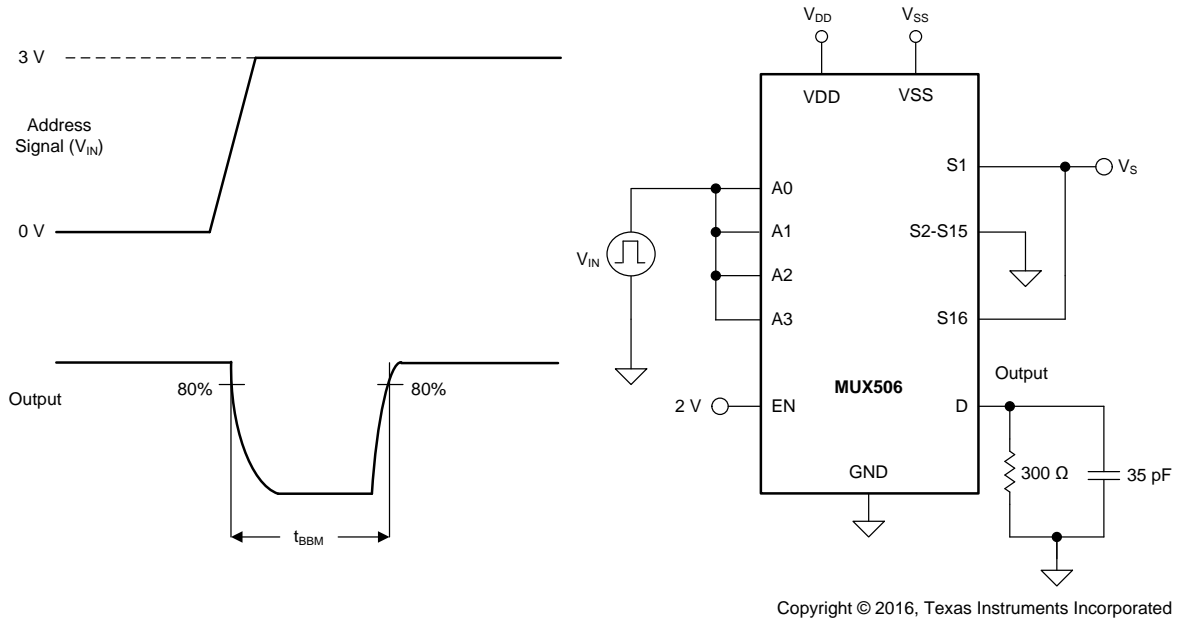 3 V
Address
Signal (VIN)
0 V
Output
80%
80%
tBBM
VDD
VSS
VDD
VSS
VIN
A0
A1
A2
A3
2 V
EN
S1
VS
S2-S15
S16
MUX506
Output
D
GND
300 Ω
35 pF
Copyright © 2016, Texas Instruments Incorporated